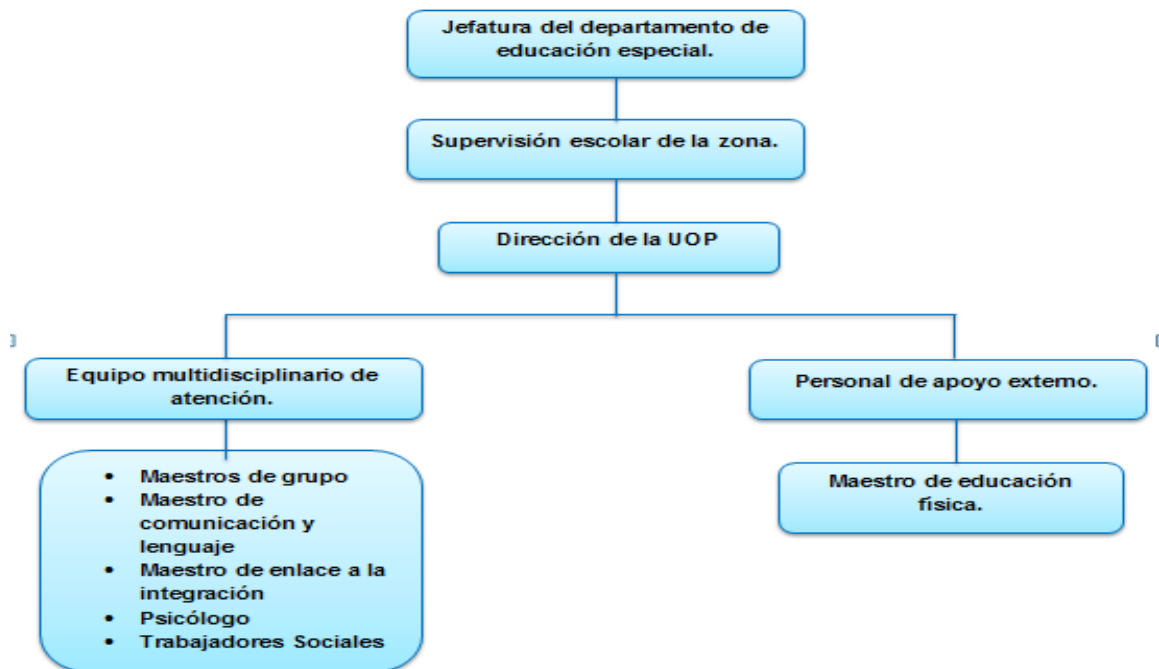 Jefatura del departamento de
educación especial.
Supervisión escolar de la zona.
Dirección de la UOP
Equipo multidisciplinario de
atención.
Personal de apoyo externo.
• Maestros de grupo
• Maestro de
comunicación y
lenguaje
• Maestro de enlace a la
integración
• Psicólogo
• Trabajadores Sociales
Maestro de educación
física.